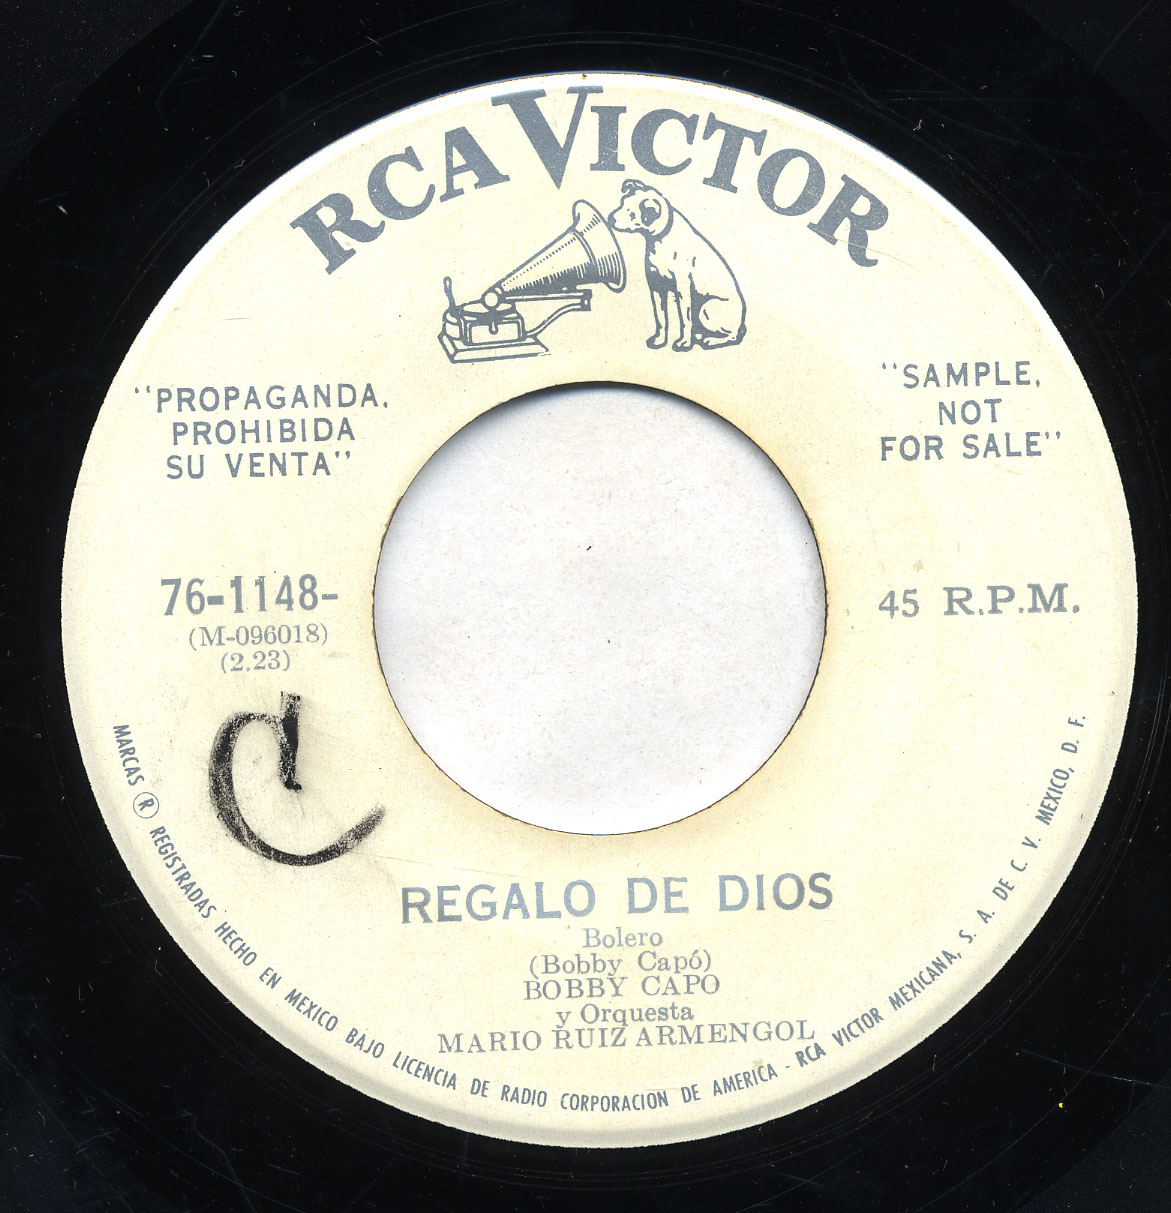 RCA VICTOR
"PROPAGANDA.
PROHIBIDA
SU VENTA"
"SAMPLE.
NOT
FOR SALE"
76-1148-
(M-096018)
(2.23)
45 R.P.M.
C
REGALO DE DIOS
Bolero
(Bobby Capó)
BOBBY CAPO
y Orquesta
MARIO RUIZ ARMENGOL
MARCAS ® REGISTRADAS HECHO EN MEXICO BAJO LICENCIA DE RADIO CORPORACION DE AMERICA - RCA VICTOR MEXICANA, S. A. DE C. V. MEXICO, D. F.